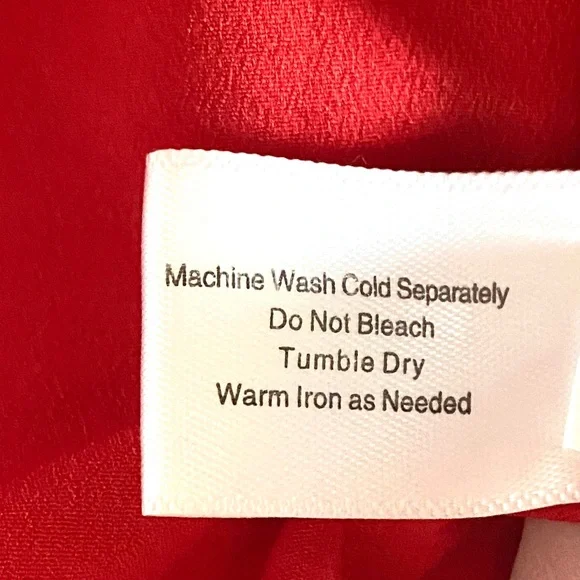 Machine Wash Cold Separately
Do Not Bleach
Tumble Dry
Warm Iron as Needed